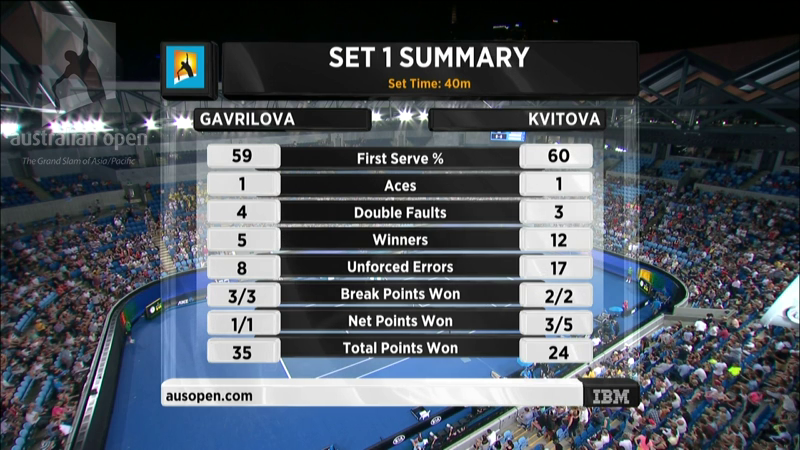 SET 1 SUMMARY
Set Time: 40m
GAVRILOVA KVITOVA
australian open
The Grand Slam of Asia/Pacific
59 First Serve % 60
1 Aces 1
4 Double Faults 3
5 Winners 12
8 Unforced Errors 17
3/3 Break Points Won 2/2
1/1 Net Points Won 3/5
35 Total Points Won 24
ausopen.com IBM